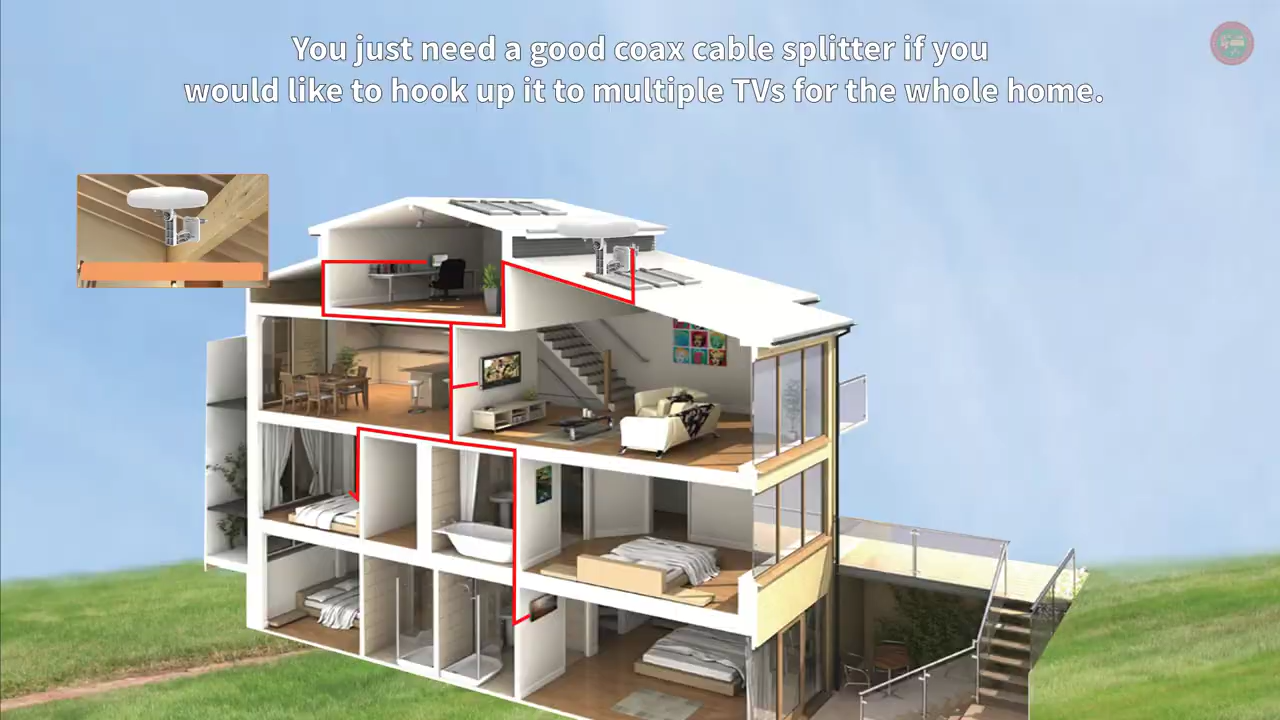 You just need a good coax cable splitter if you
would like to hook up it to multiple TVs for the whole home.